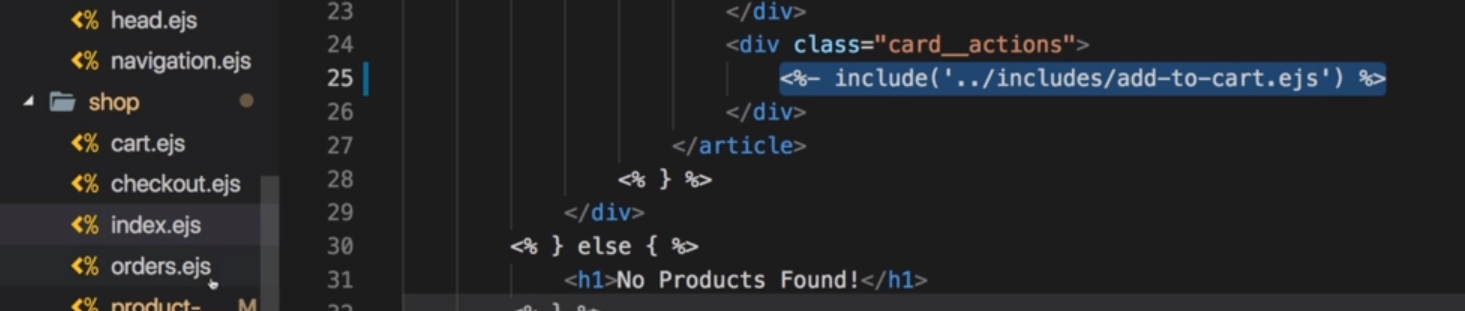 head.ejs
navigation.ejs
shop
cart.ejs
checkout.ejs
index.ejs
orders.ejs
product- M
23 </div>
24 <div class="card__actions">
25 <%- include('../includes/add-to-cart.ejs') %>
26 </div>
27 </article>
28 <% } %>
29 </div>
30 <% } else { %>
31 <h1>No Products Found!</h1>
32 <% } %>